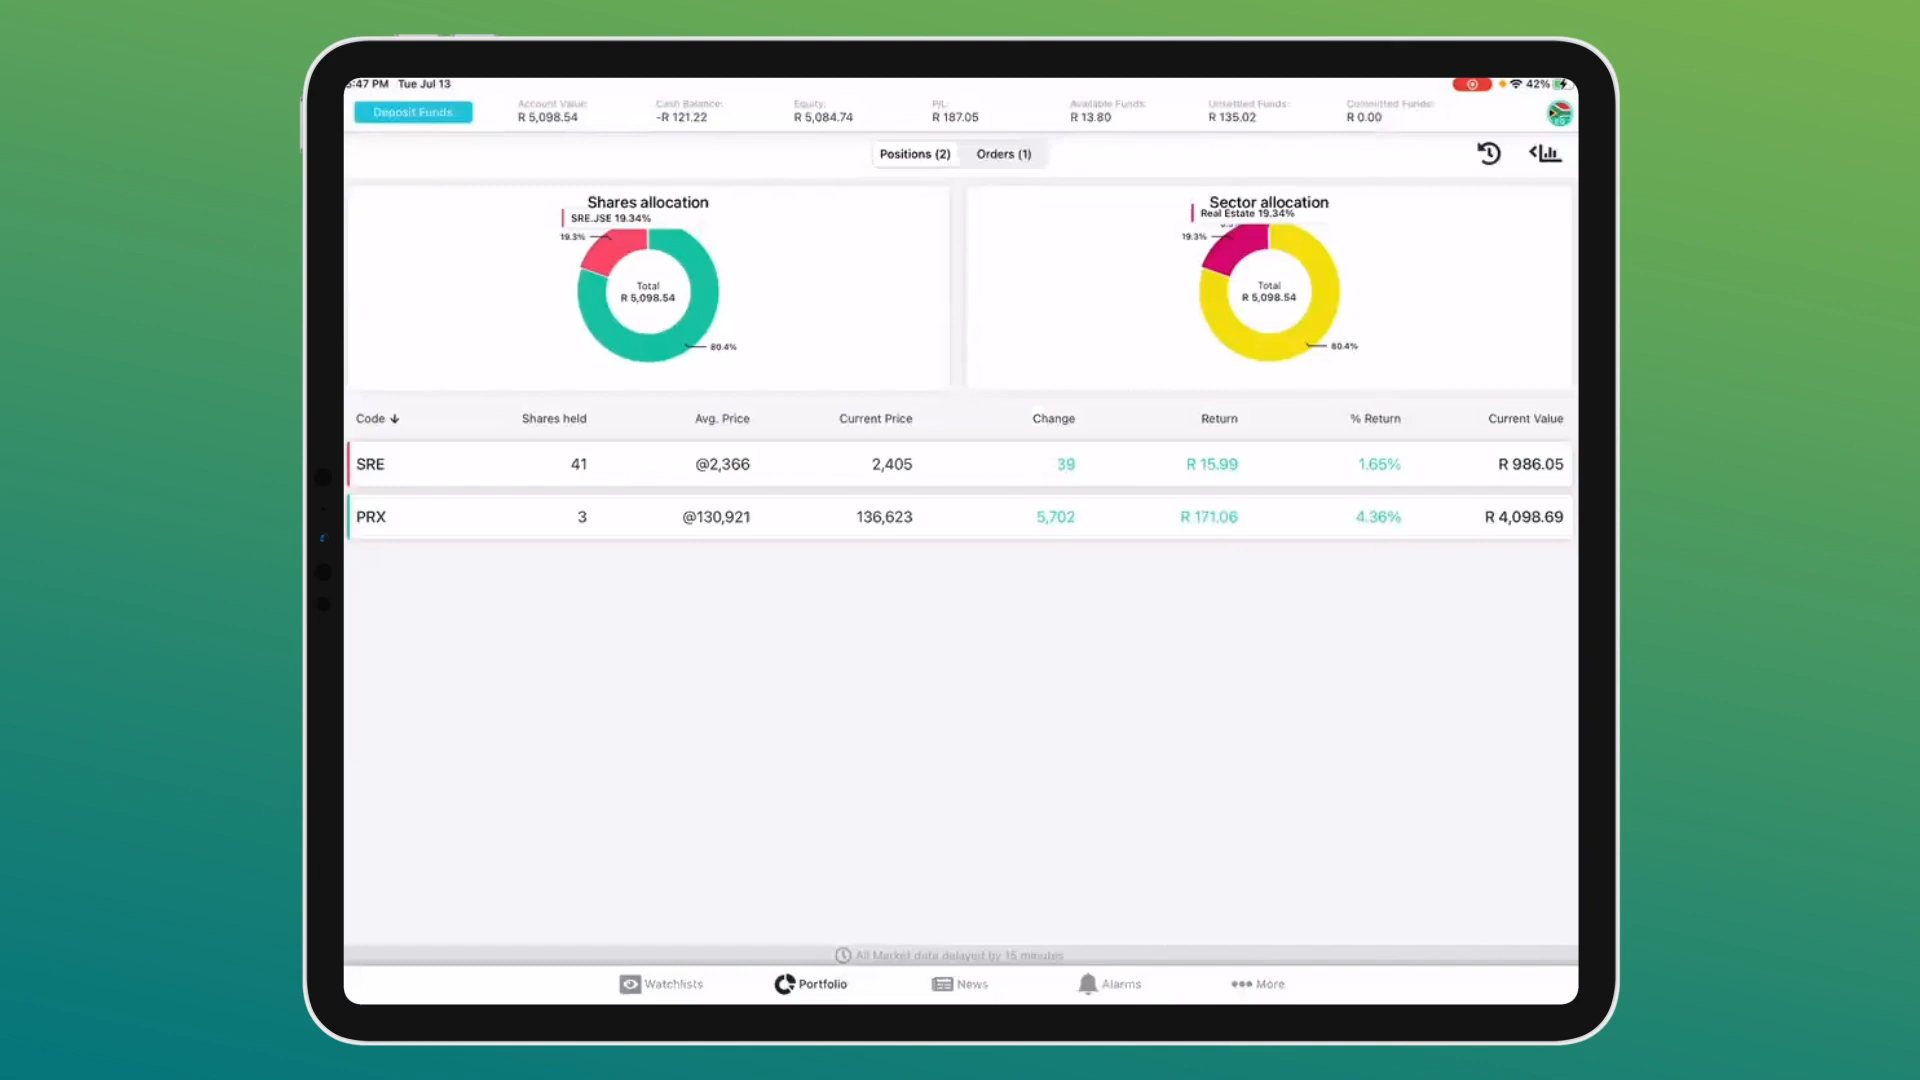 :47 PM Tue Jul 13
42%
Deposit Funds
Account Value: Cash Balance: Equity: P/L: Available Funds: Unsettled Funds: Committed Funds:
R 5,098.54 -R 121.22 R 5,084.74 R 187.05 R 13.80 R 135.02 R 0.00
Positions (2) Orders (1)
Shares allocation
SRE.JSE 19.34%
19.3%
Total
R 5,098.54
80.4%
Sector allocation
Real Estate 19.34%
19.3%
Total
R 5,098.54
80.4%
Code Shares held Avg. Price Current Price Change Return % Return Current Value
SRE 41 @2,366 2,405 39 R 15.99 1.65% R 986.05
PRX 3 @130,921 136,623 5,702 R 171.06 4.36% R 4,098.69
All Market data delayed by 15 minutes
Watchlists Portfolio News Alarms More